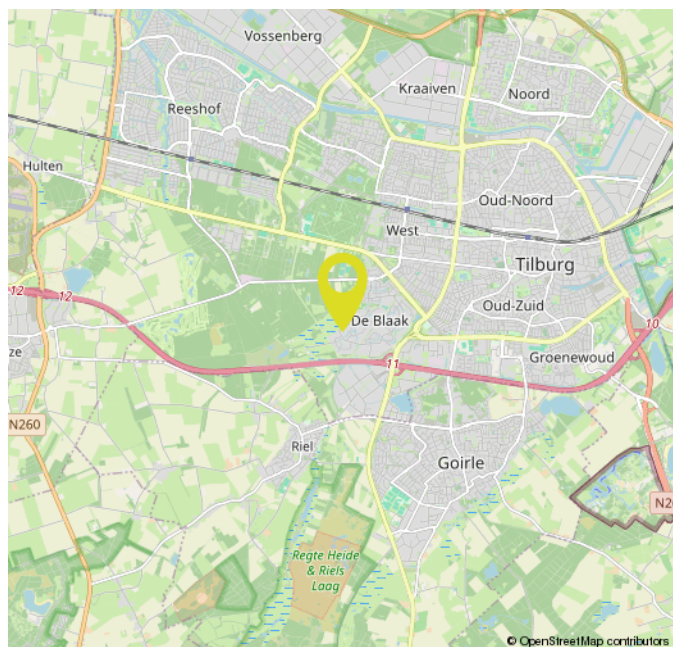 Vossenberg
Kraaiven
Noord
Reeshof
Hulten
Oud-Noord
West
Tilburg
12
12
De Blaak
Oud-Zuid
10
ze
11
Groenewoud
N260
Riel
Goirle
N26
Regte Heide
& Riels
Laag
© OpenStreetMap contributors